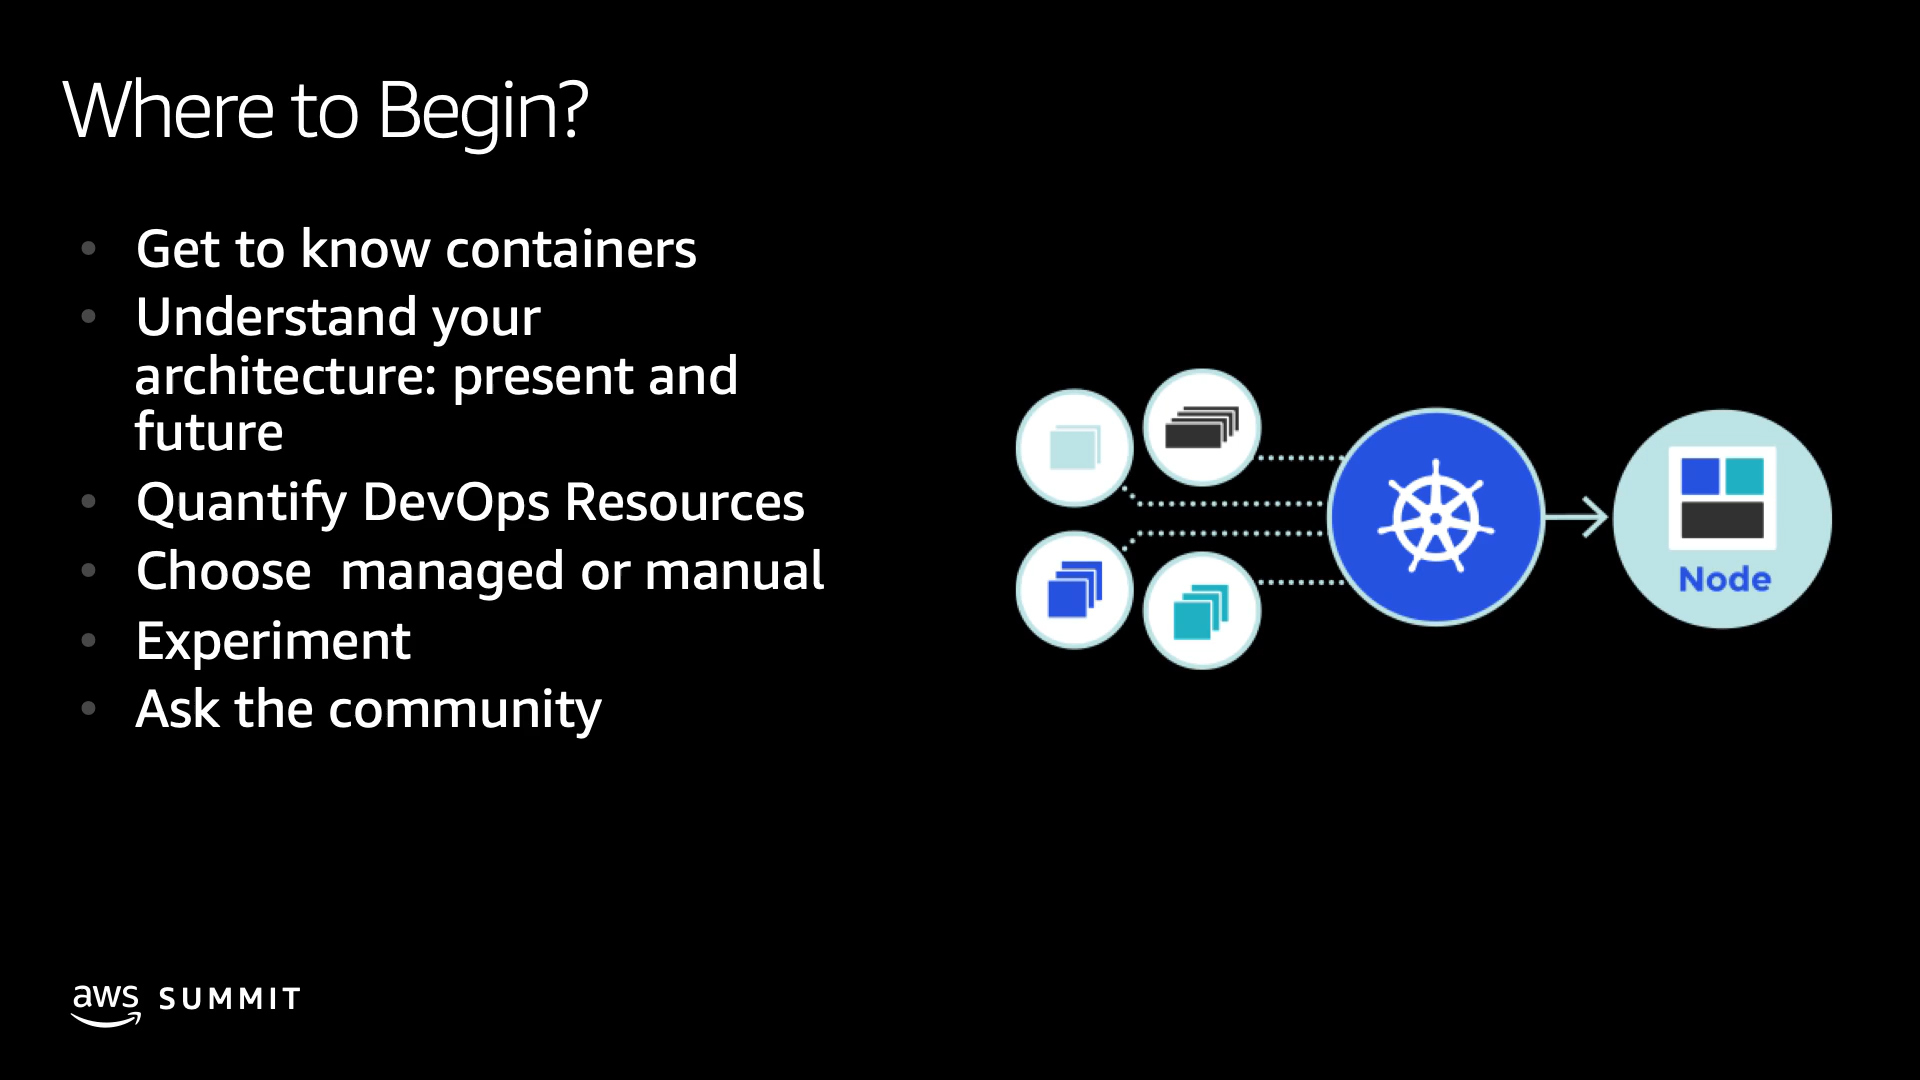 Where to Begin?
• Get to know containers
• Understand your
architecture: present and
future
• Quantify DevOps Resources
• Choose  managed or manual
• Experiment
• Ask the community
Node
aws SUMMIT